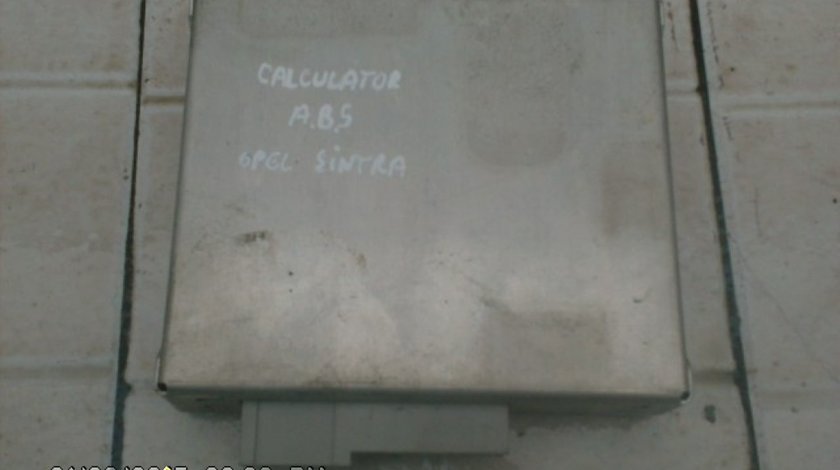 CALCULATOR
A.B.S
OPEL SINTRA